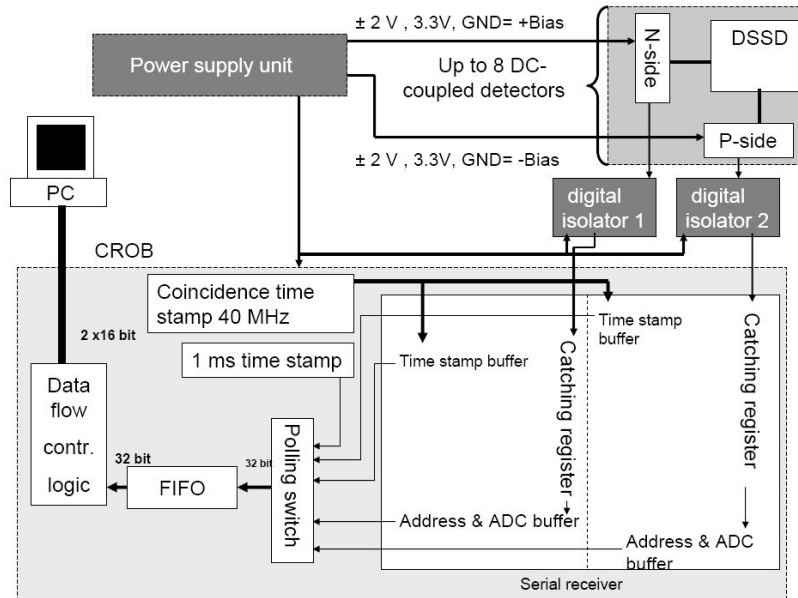 ± 2 V , 3.3V, GND= +Bias
Power supply unit
Up to 8 DC-
coupled detectors
N-side
DSSD
P-side
± 2 V , 3.3V, GND= -Bias
PC
digital
isolator 1
digital
isolator 2
CROB
Coincidence time
stamp 40 MHz
2 x16 bit
1 ms time stamp
Time stamp buffer
Time stamp
buffer
Catching register
Catching register
Data
flow
contr.
logic
32 bit
FIFO
32 bit
Polling switch
Address & ADC buffer
Address & ADC
buffer
Serial receiver